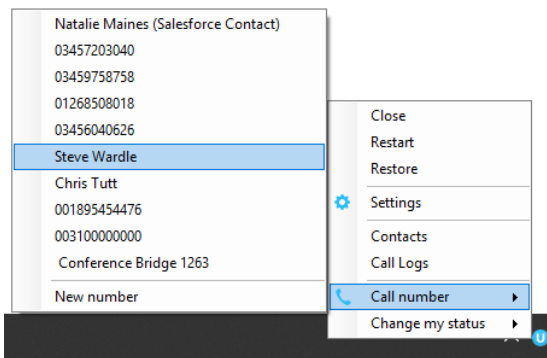 Natalie Maines (Salesforce Contact)
03457203040
03459758758
01268508018
03456040626
Steve Wardle
Chris Tutt
001895454476
003100000000
Conference Bridge 1263
New number
Close
Restart
Restore
Settings
Contacts
Call Logs
Call number
Change my status
U